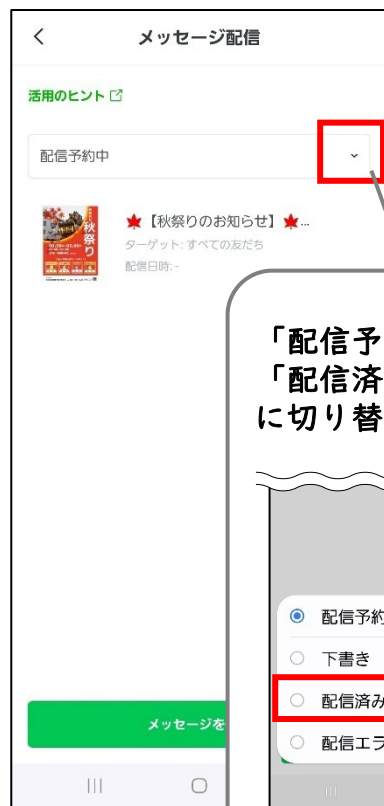 メッセージ配信
活用のヒント
配信予約中
🍁【秋祭りのお知らせ】🍁...
ターゲット: すべての友だち
配信日時: -
秋祭り
「配信予
「配信済
に切り替
配信予約
下書き
配信済み
配信エラ
メッセージを